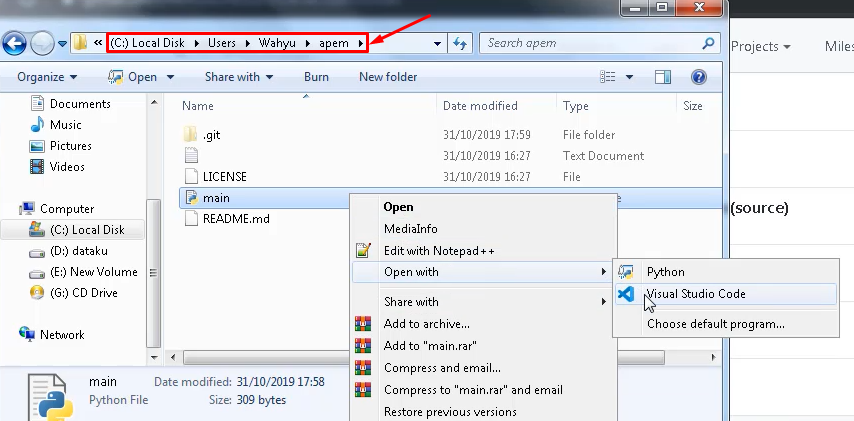 « (C:) Local Disk ▸ Users ▸ Wahyu ▸ apem ▸
Search apem
Projects
Miles
Organize
Open
Share with
Burn
New folder
Documents
Music
Pictures
Videos
Computer
(C:) Local Disk
(D:) dataku
(E:) New Volume
(G:) CD Drive
Network
Name
Date modified
Type
Size
.git
31/10/2019 17:59
File folder
31/10/2019 16:27
Text Document
LICENSE
31/10/2019 16:27
File
main
e
README.md
Open
MediaInfo
Edit with Notepad++
Open with
Share with
Add to archive...
Add to "main.rar"
Compress and email...
Compress to "main.rar" and email
Restore previous versions
Python
Visual Studio Code
Choose default program...
(source)
main
Python File
Date modified: 31/10/2019 17:58
Size: 309 bytes